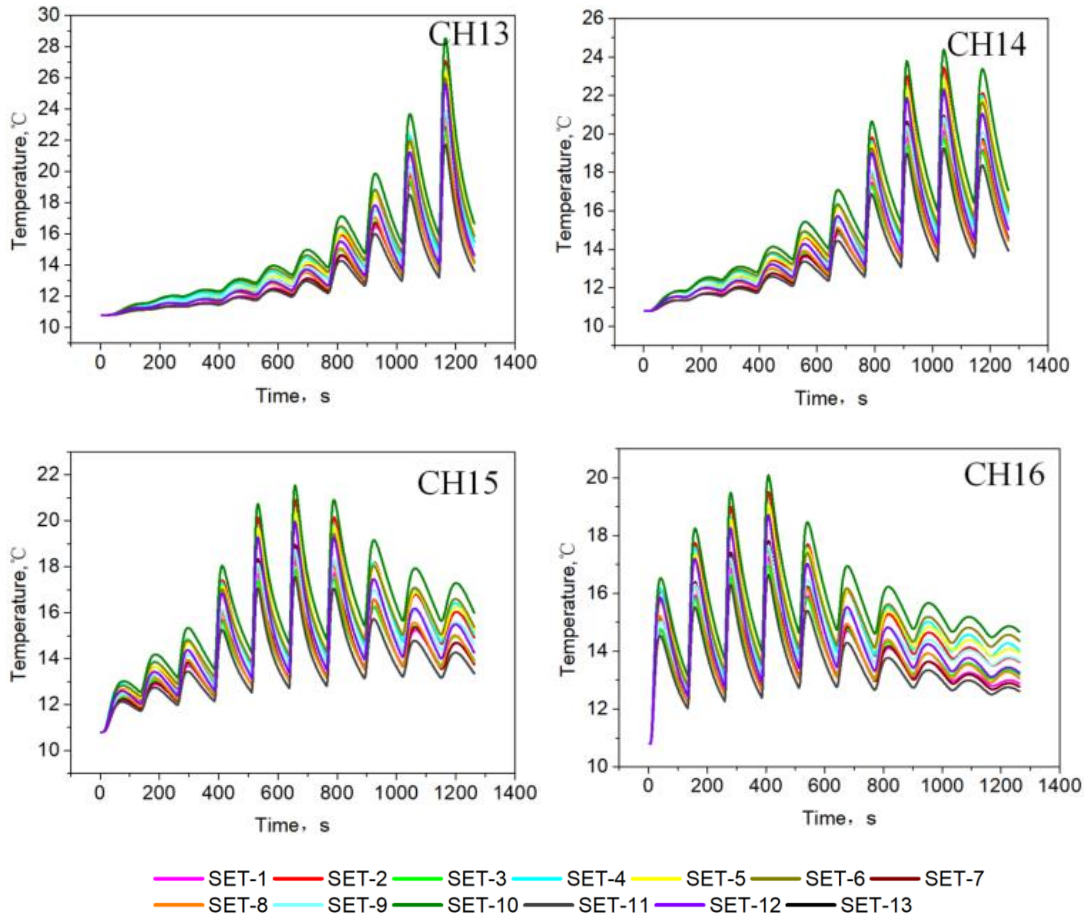 CH13
30
28
26
24
22
20
18
16
14
12
10
Temperature,℃
0 200 400 600 800 1000 1200 1400
Time，s
CH14
26
24
22
20
18
16
14
12
10
Temperature,℃
0 200 400 600 800 1000 1200 1400
Time，s
CH15
22
20
18
16
14
12
10
Temperature,℃
0 200 400 600 800 1000 1200 1400
Time，s
CH16
20
18
16
14
12
10
Temperature,℃
0 200 400 600 800 1000 1200 1400
Time，s
SET-1 SET-2 SET-3 SET-4 SET-5 SET-6 SET-7
SET-8 SET-9 SET-10 SET-11 SET-12 SET-13